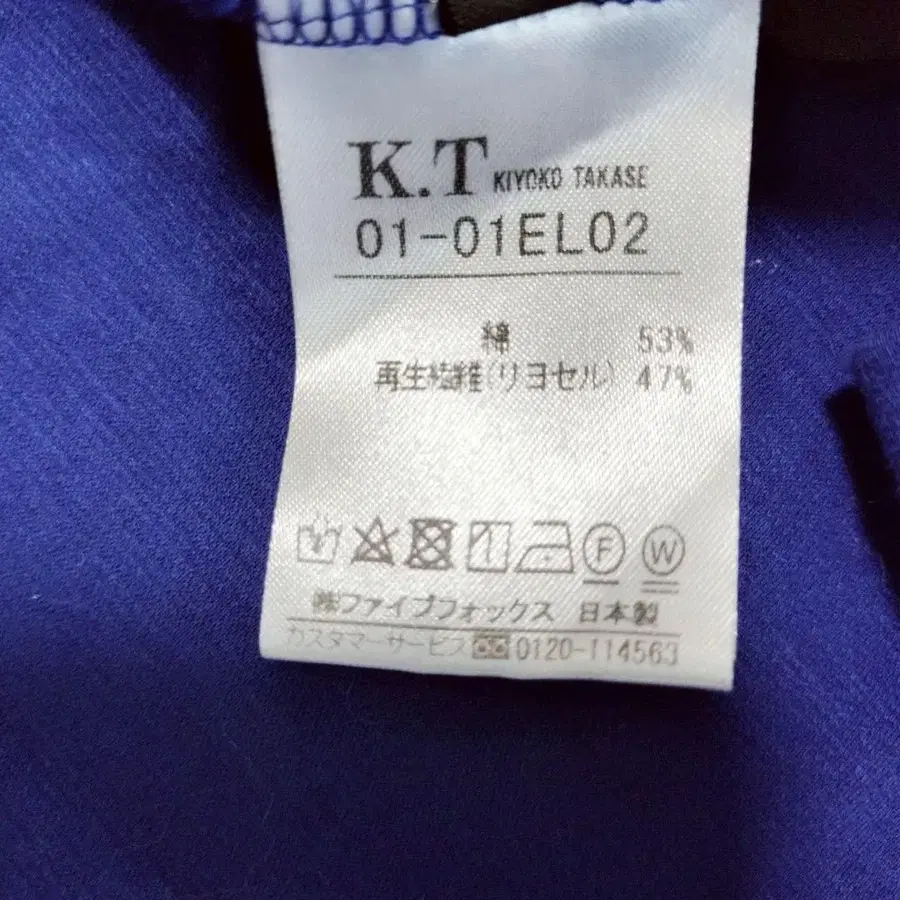 K.T KIYOKO TAKASE
01-01EL02
綿 53%
再生繊維(リヨセル) 47%
F W
㈱ファイブフォックス 日本製
カスタマーサービス 0120-114563